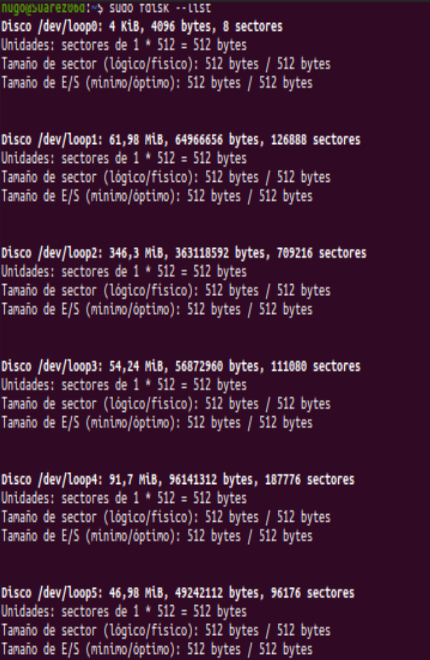 hugo@Suarez06d:~$ sudo fdisk --list
Disco /dev/loop0: 4 KiB, 4096 bytes, 8 sectores
Unidades: sectores de 1 * 512 = 512 bytes
Tamaño de sector (lógico/físico): 512 bytes / 512 bytes
Tamaño de E/S (mínimo/óptimo): 512 bytes / 512 bytes
Disco /dev/loop1: 61,98 MiB, 64966656 bytes, 126888 sectores
Unidades: sectores de 1 * 512 = 512 bytes
Tamaño de sector (lógico/físico): 512 bytes / 512 bytes
Tamaño de E/S (mínimo/óptimo): 512 bytes / 512 bytes
Disco /dev/loop2: 346,3 MiB, 363118592 bytes, 709216 sectores
Unidades: sectores de 1 * 512 = 512 bytes
Tamaño de sector (lógico/físico): 512 bytes / 512 bytes
Tamaño de E/S (mínimo/óptimo): 512 bytes / 512 bytes
Disco /dev/loop3: 54,24 MiB, 56872960 bytes, 111080 sectores
Unidades: sectores de 1 * 512 = 512 bytes
Tamaño de sector (lógico/físico): 512 bytes / 512 bytes
Tamaño de E/S (mínimo/óptimo): 512 bytes / 512 bytes
Disco /dev/loop4: 91,7 MiB, 96141312 bytes, 187776 sectores
Unidades: sectores de 1 * 512 = 512 bytes
Tamaño de sector (lógico/físico): 512 bytes / 512 bytes
Tamaño de E/S (mínimo/óptimo): 512 bytes / 512 bytes
Disco /dev/loop5: 46,98 MiB, 49242112 bytes, 96176 sectores
Unidades: sectores de 1 * 512 = 512 bytes
Tamaño de sector (lógico/físico): 512 bytes / 512 bytes
Tamaño de E/S (mínimo/óptimo): 512 bytes / 512 bytes